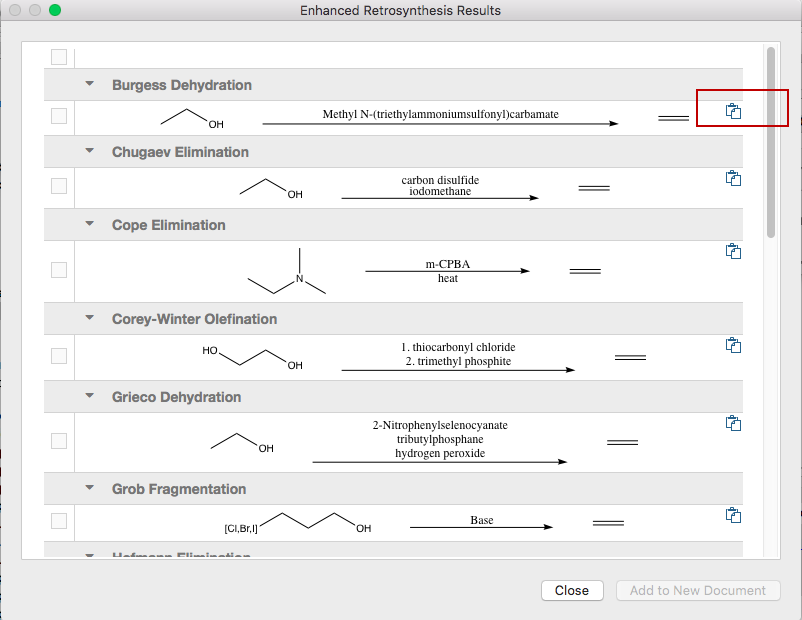 Enhanced Retrosynthesis Results
Burgess Dehydration
OH
Methyl N-(triethylammoniumsulfonyl)carbamate
Chugaev Elimination
OH
carbon disulfide
iodomethane
Cope Elimination
N
m-CPBA
heat
Corey-Winter Olefination
HO
OH
1. thiocarbonyl chloride
2. trimethyl phosphite
Grieco Dehydration
OH
2-Nitrophenylselenocyanate
tributylphosphane
hydrogen peroxide
Grob Fragmentation
[Cl,Br,I]
OH
Base
Hofmann Elimination
Close
Add to New Document